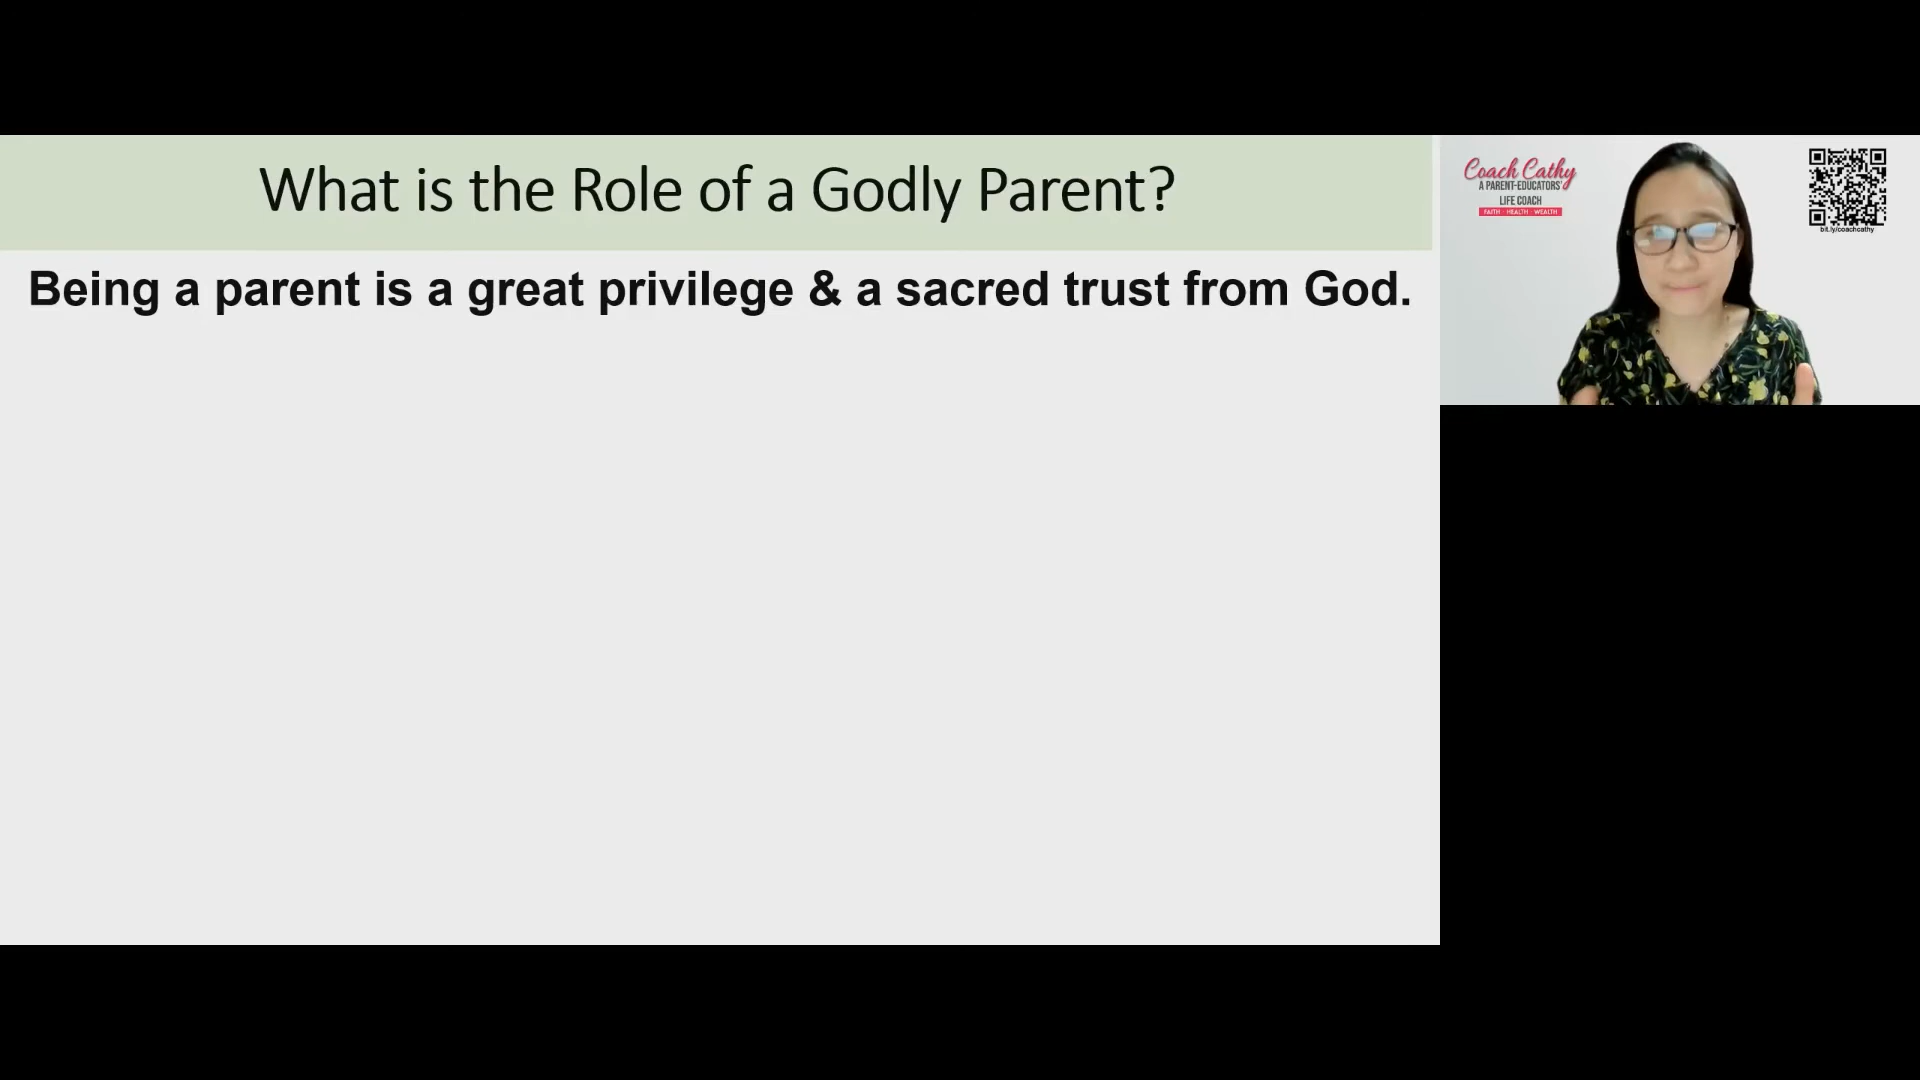 What is the Role of a Godly Parent?
Being a parent is a great privilege & a sacred trust from God.
Coach Cathy
A PARENT-EDUCATORS'
LIFE COACH
FAITH - HEALTH - WEALTH
bit.ly/coachcathy